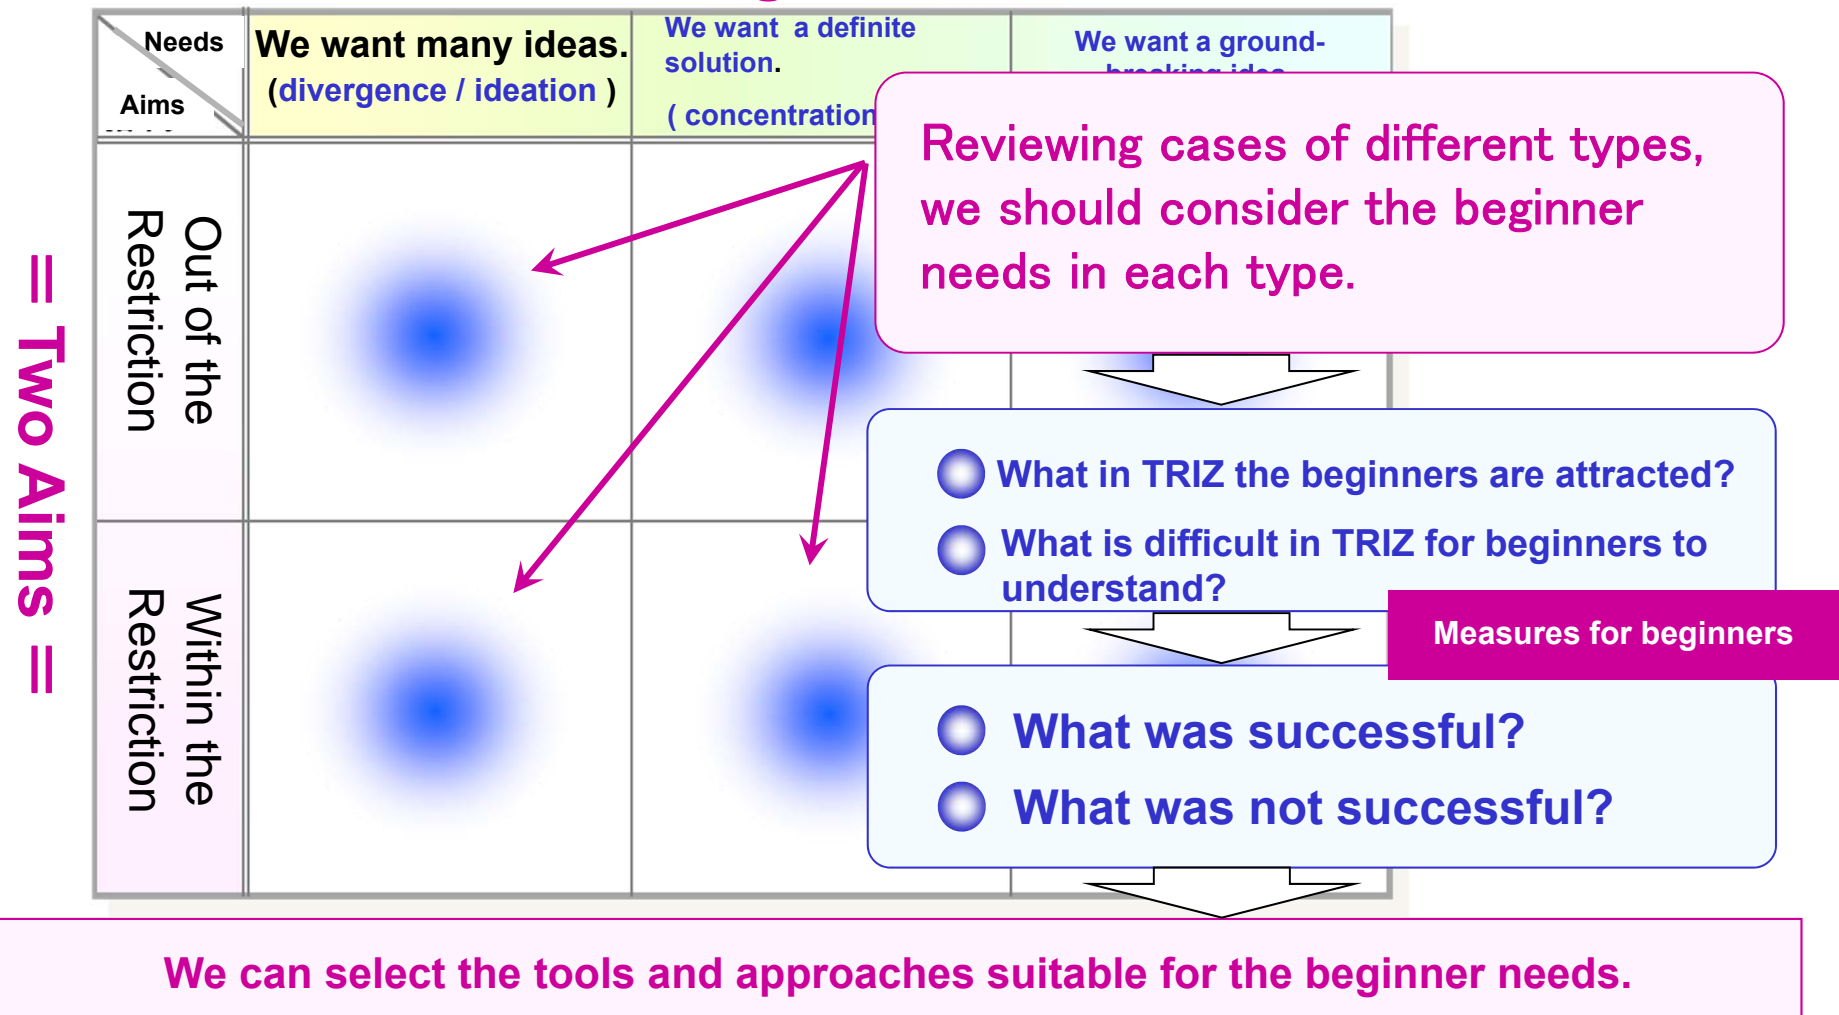 Needs
Aims
We want many ideas.
(divergence / ideation )
We want a definite
solution.
( concentration
We want a ground-
breaking idea
= Two Aims =
Out of the
Restriction
Within the
Restriction
Reviewing cases of different types,
we should consider the beginner
needs in each type.
What in TRIZ the beginners are attracted?
What is difficult in TRIZ for beginners to
understand?
Measures for beginners
What was successful?
What was not successful?
We can select the tools and approaches suitable for the beginner needs.